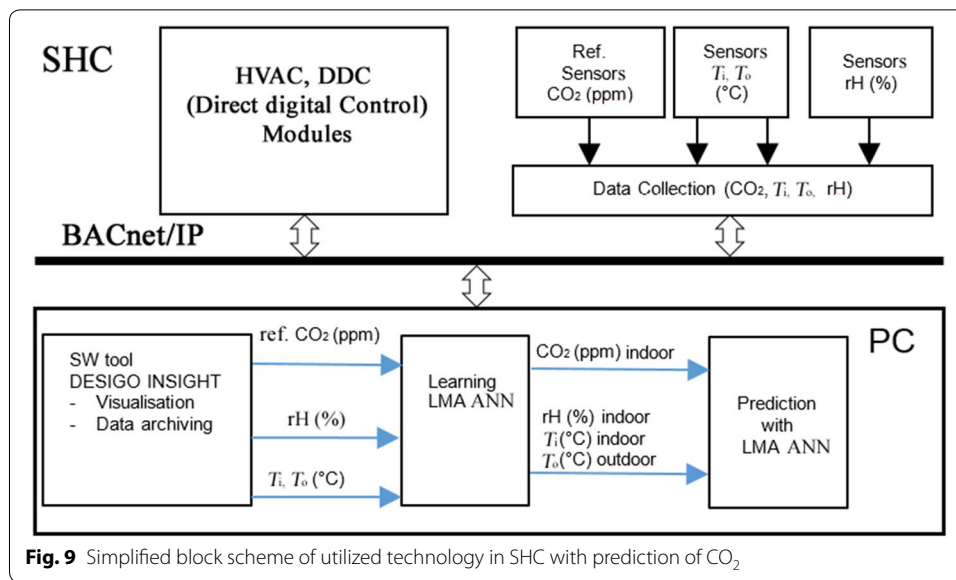 SHC
HVAC, DDC
(Direct digital Control)
Modules
Ref.
Sensors
CO₂ (ppm)
Sensors
Tᵢ, Tₒ
(°C)
Sensors
rH (%)
Data Collection (CO₂, Tᵢ, Tₒ, rH)
BACnet/IP
PC
SW tool
DESIGO INSIGHT
- Visualisation
- Data archiving
ref. CO₂ (ppm)
rH (%)
Tᵢ, Tₒ (°C)
Learning
LMA ANN
CO₂ (ppm) indoor
rH (%) indoor
Tᵢ(°C) indoor
Tₒ(°C) outdoor
Prediction
with
LMA ANN
Fig. 9 Simplified block scheme of utilized technology in SHC with prediction of CO₂